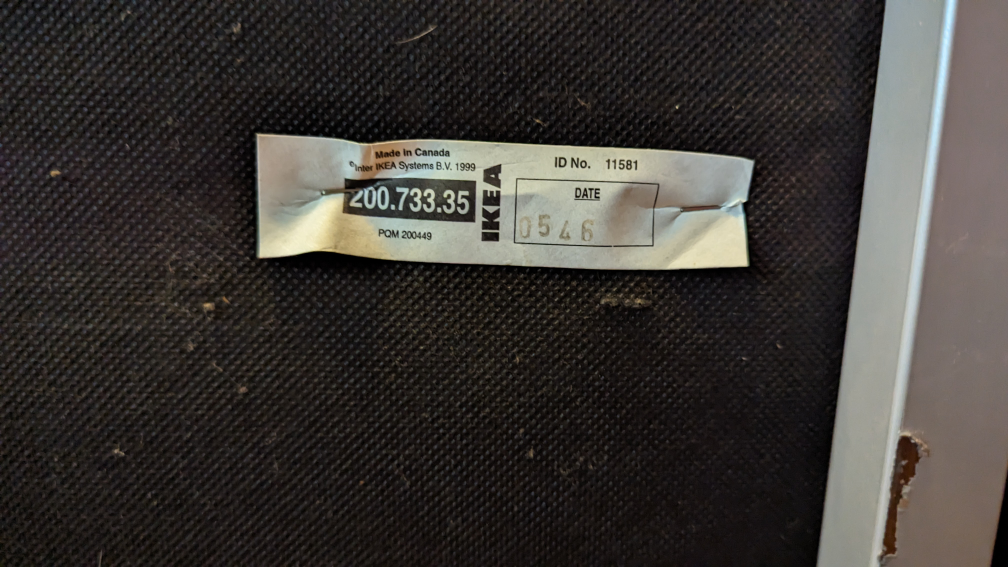 Made in Canada
©Inter IKEA Systems B.V. 1999
200.733.35
PQM 200449
IKEA
ID No. 11581
DATE
0546